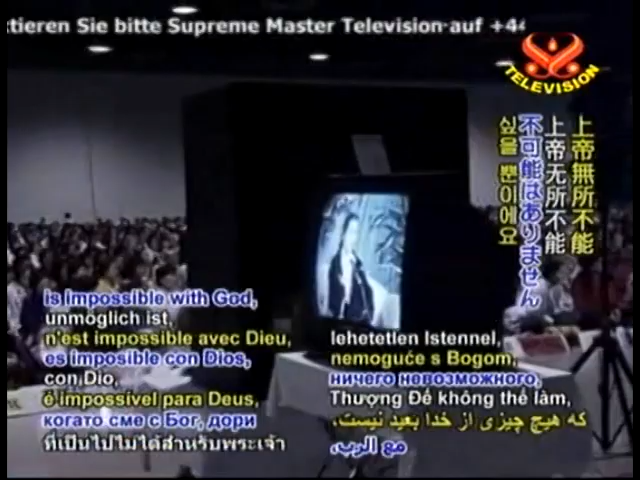 ktieren Sie bitte Supreme Master Television auf +44
TELEVISION
上帝無所不能
上帝无所不能
不可能はありません
싶을 뿐이에요
is impossible with God,
unmöglich ist,
n'est impossible avec Dieu,
es imposible con Dios,
con Dio,
é impossível para Deus,
когато сме с Бог, дори
ที่เป็นไปไม่ได้สำหรับพระเจ้า
lehetetlen Istennel,
nemoguće s Bogom,
ничего невозможного,
Thượng Đế không thể làm,
که هیچ چیزی از خدا بعید نیست،
مع الرب،